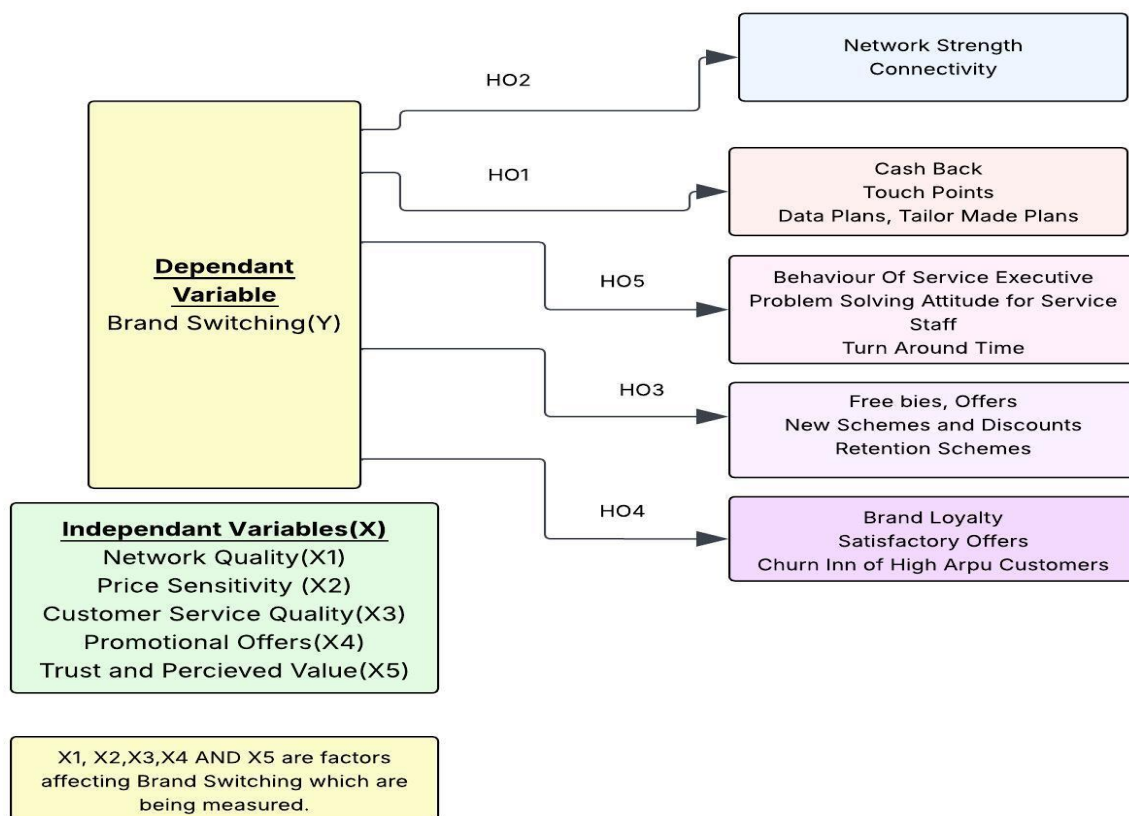 Network Strength
Connectivity
HO2
HO1
Cash Back
Touch Points
Data Plans, Tailor Made Plans
Dependant
Variable
Brand Switching(Y)
HO5
Behaviour Of Service Executive
Problem Solving Attitude for Service
Staff
Turn Around Time
HO3
Free bies, Offers
New Schemes and Discounts
Retention Schemes
HO4
Brand Loyalty
Satisfactory Offers
Churn Inn of High Arpu Customers
Independant Variables(X)
Network Quality(X1)
Price Sensitivity (X2)
Customer Service Quality(X3)
Promotional Offers(X4)
Trust and Percieved Value(X5)
X1, X2,X3,X4 AND X5 are factors
affecting Brand Switching which are
being measured.